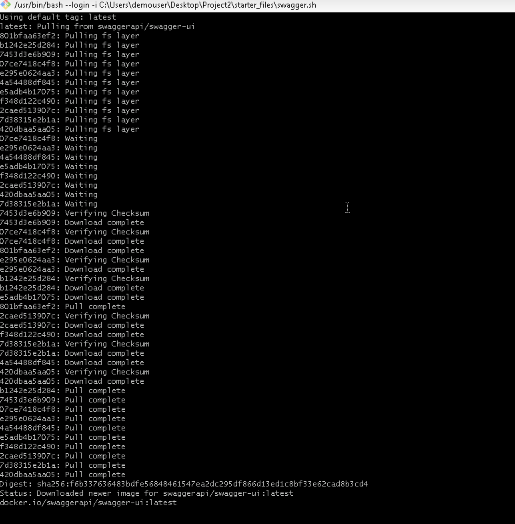 /usr/bin/bash --login -i C:\Users\demouser\Desktop\Project2\starter_files\swagger.sh
Using default tag: latest
latest: Pulling from swaggerapi/swagger-ui
801bfaa63ef2: Pulling fs layer
b1242e25d284: Pulling fs layer
7453d3e6b909: Pulling fs layer
07ce7418c4f8: Pulling fs layer
e295e0624aa3: Pulling fs layer
4a54488df845: Pulling fs layer
e5adb4b17075: Pulling fs layer
f348d122c490: Pulling fs layer
2caed513907c: Pulling fs layer
7d38315e2b1a: Pulling fs layer
420dbaa5aa05: Pulling fs layer
07ce7418c4f8: Waiting
e295e0624aa3: Waiting
4a54488df845: Waiting
e5adb4b17075: Waiting
f348d122c490: Waiting
2caed513907c: Waiting
420dbaa5aa05: Waiting
7d38315e2b1a: Waiting
7453d3e6b909: Verifying Checksum
7453d3e6b909: Download complete
07ce7418c4f8: Verifying Checksum
07ce7418c4f8: Download complete
801bfaa63ef2: Download complete
e295e0624aa3: Verifying Checksum
e295e0624aa3: Download complete
b1242e25d284: Verifying Checksum
b1242e25d284: Download complete
e5adb4b17075: Download complete
801bfaa63ef2: Pull complete
2caed513907c: Verifying Checksum
2caed513907c: Download complete
f348d122c490: Download complete
7d38315e2b1a: Verifying Checksum
7d38315e2b1a: Download complete
4a54488df845: Download complete
420dbaa5aa05: Verifying Checksum
420dbaa5aa05: Download complete
b1242e25d284: Pull complete
7453d3e6b909: Pull complete
07ce7418c4f8: Pull complete
e295e0624aa3: Pull complete
4a54488df845: Pull complete
e5adb4b17075: Pull complete
f348d122c490: Pull complete
2caed513907c: Pull complete
7d38315e2b1a: Pull complete
420dbaa5aa05: Pull complete
Digest: sha256:f6b337636483bdfe56848461547ea2dc295df866d13ed1c8bf33e62cad8b3cd4
Status: Downloaded newer image for swaggerapi/swagger-ui:latest
docker.io/swaggerapi/swagger-ui:latest